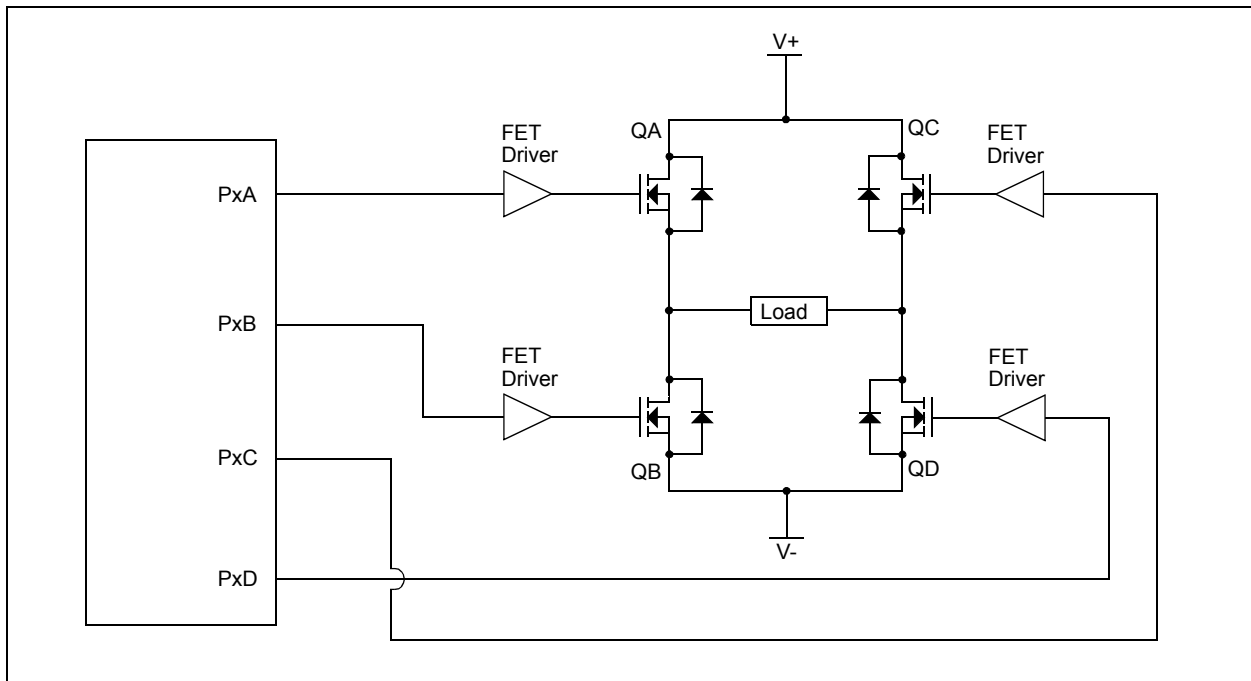 V+
FET
Driver
QA
QC
FET
Driver
PxA
PxB
Load
FET
Driver
FET
Driver
PxC
QB
QD
V-
PxD